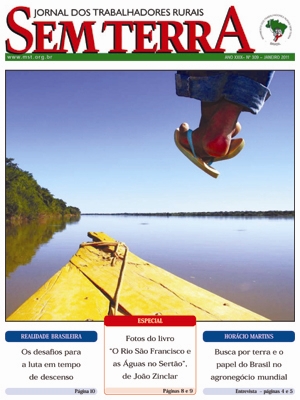 JORNAL DOS TRABALHADORES RURAIS
SEM TERRA
www.mst.org.br
JANEIRO 2011
REALIDADE BRASILEIRA
Os desafios para
a luta em tempo
de descenso
Página 10
ESPECIAL
Fotos do livro
"O Rio São Francisco e
as Águas no Sertão",
de João Zinclar
Páginas 8 e 9
HORÁCIO MARTINS
Busca por terra e o
papel do Brasil no
agronegócio mundial
Entrevista - páginas 4 e 5